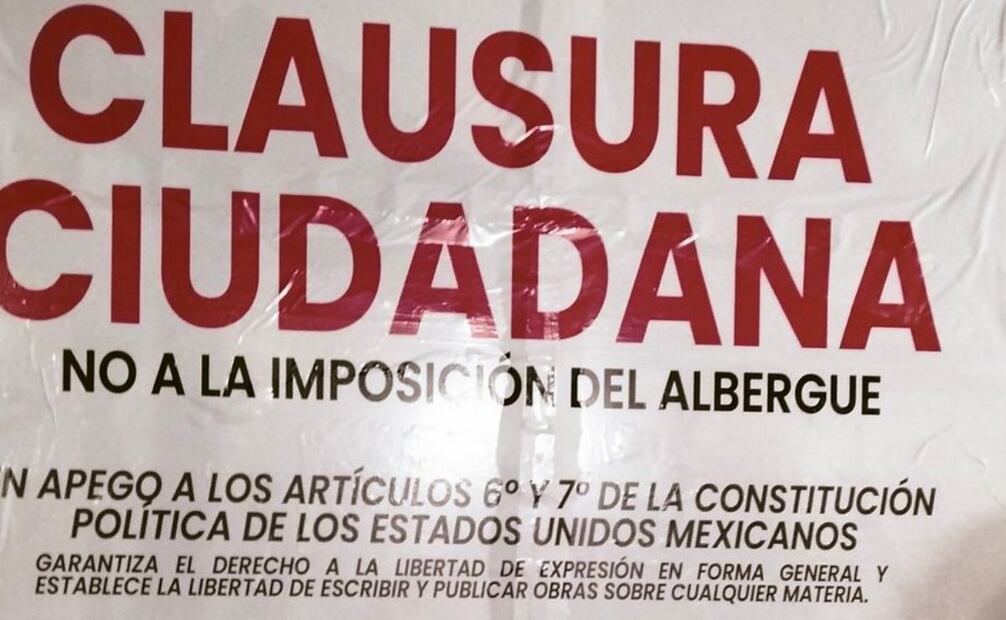 CLAUSURA
CIUDADANA
NO A LA IMPOSICIÓN DEL ALBERGUE
N APEGO A LOS ARTÍCULOS 6º Y 7º DE LA CONSTITUCIÓN
POLÍTICA DE LOS ESTADOS UNIDOS MEXICANOS
GARANTIZA EL DERECHO A LA LIBERTAD DE EXPRESIÓN EN FORMA GENERAL Y
ESTABLECE LA LIBERTAD DE ESCRIBIR Y PUBLICAR OBRAS SOBRE CUALQUIER MATERIA.